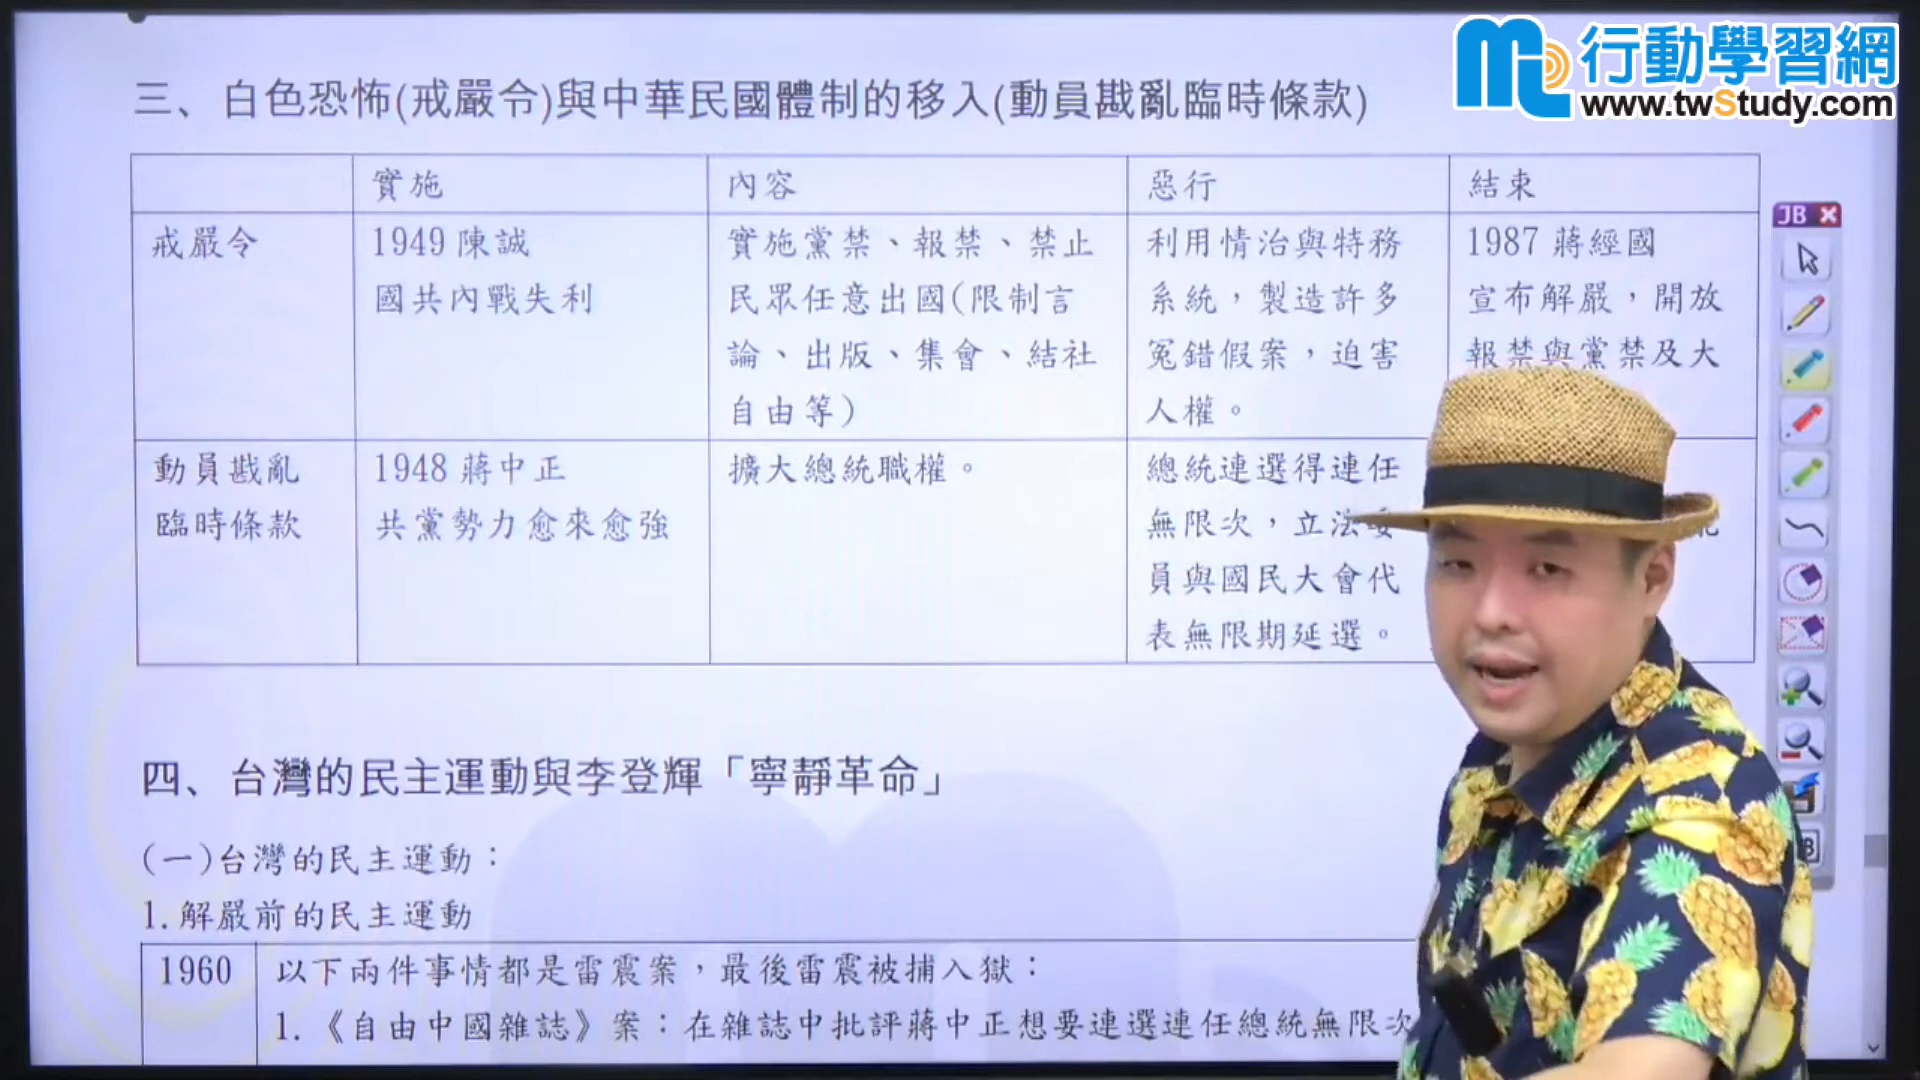 行動學習網
www.twStudy.com
三、白色恐怖(戒嚴令)與中華民國體制的移入(動員戡亂臨時條款)
實施
內容
惡行
結束
戒嚴令
1949 陳誠
國共內戰失利
實施黨禁、報禁、禁止
民眾任意出國(限制言
論、出版、集會、結社
自由等)
利用情治與特務
系統，製造許多
冤錯假案，迫害
人權。
1987 蔣經國
宣布解嚴，開放
報禁與黨禁及大
動員戡亂
臨時條款
1948 蔣中正
共黨勢力愈來愈強
擴大總統職權。
總統連選得連任
無限次，立法委
員與國民大會代
表無限期延選。
四、台灣的民主運動與李登輝「寧靜革命」
(一)台灣的民主運動：
1.解嚴前的民主運動
1960
以下兩件事情都是雷震案，最後雷震被捕入獄：
1.《自由中國雜誌》案：在雜誌中批評蔣中正想要連選連任總統無限次
JB